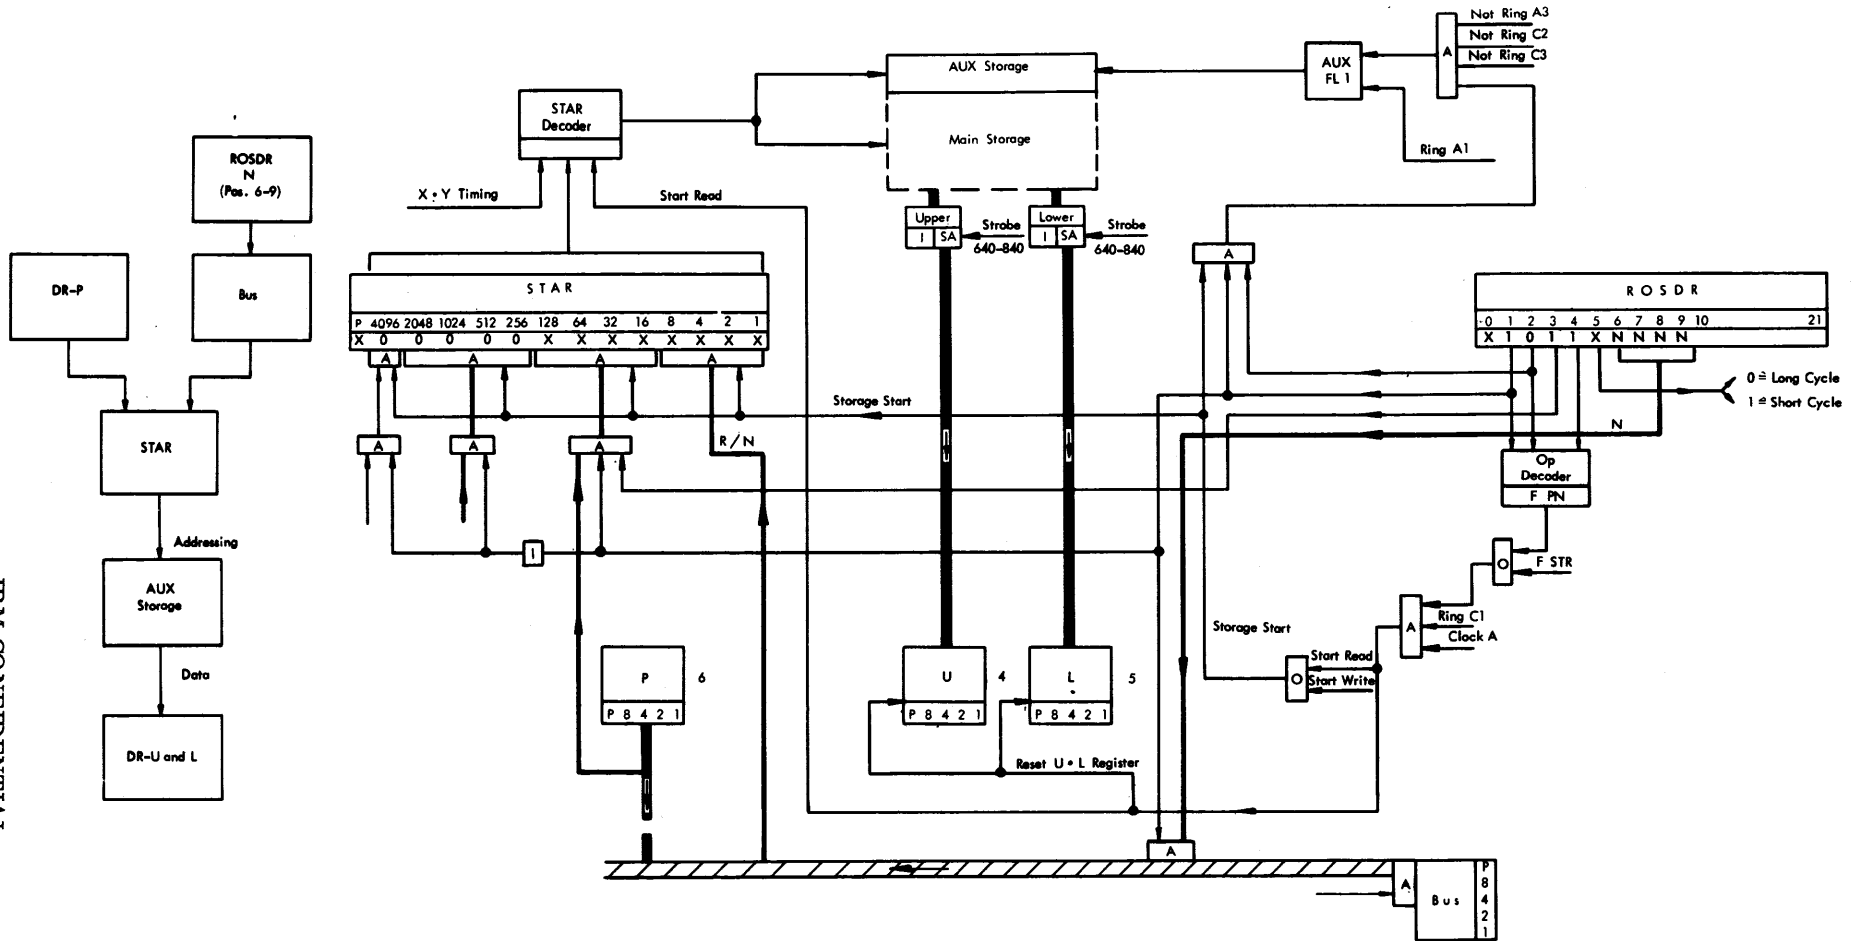 Not Ring A3
Not Ring C2
Not Ring C3
A
AUX
FL 1
Ring A1
AUX Storage
Main Storage
STAR
Decoder
X • Y Timing
Start Read
Upper
I SA
Strobe
640-840
Lower
I SA
Strobe
640-840
ROSDR
N
(Pos. 6-9)
DR-P
Bus
STAR
Addressing
AUX
Storage
Data
DR-U and L
STAR
P 4096 2048 1024 512 256 128 64 32 16 8 4 2 1
X 0 0 0 0 0 X X X X X X X X
A A A A
A A A
R/N
I
Storage Start
A
ROSDR
0 1 2 3 4 5 6 7 8 9 10 21
X 1 0 1 1 X N N N N
0 ≅ Long Cycle
1 ≅ Short Cycle
N
Op
Decoder
F PN
O
F STR
A
Ring C1
Clock A
Storage Start
O
Start Read
Start Write
P 6
P 8 4 2 1
U 4
P 8 4 2 1
L 5
P 8 4 2 1
Reset U • L Register
A
A
Bus
P
8
4
2
1